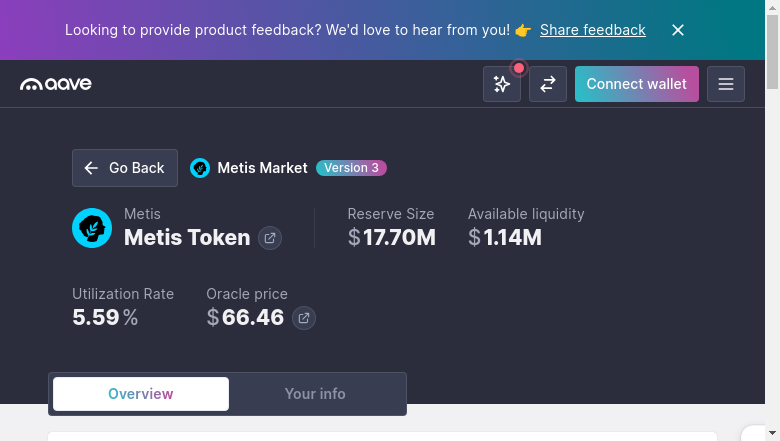 Looking to provide product feedback? We'd love to hear from you! 👉 Share feedback
aave
Connect wallet
Go Back
Metis Market
Version 3
Metis
Metis Token
Reserve Size
$17.70M
Available liquidity
$1.14M
Utilization Rate
5.59%
Oracle price
$66.46
Overview
Your info